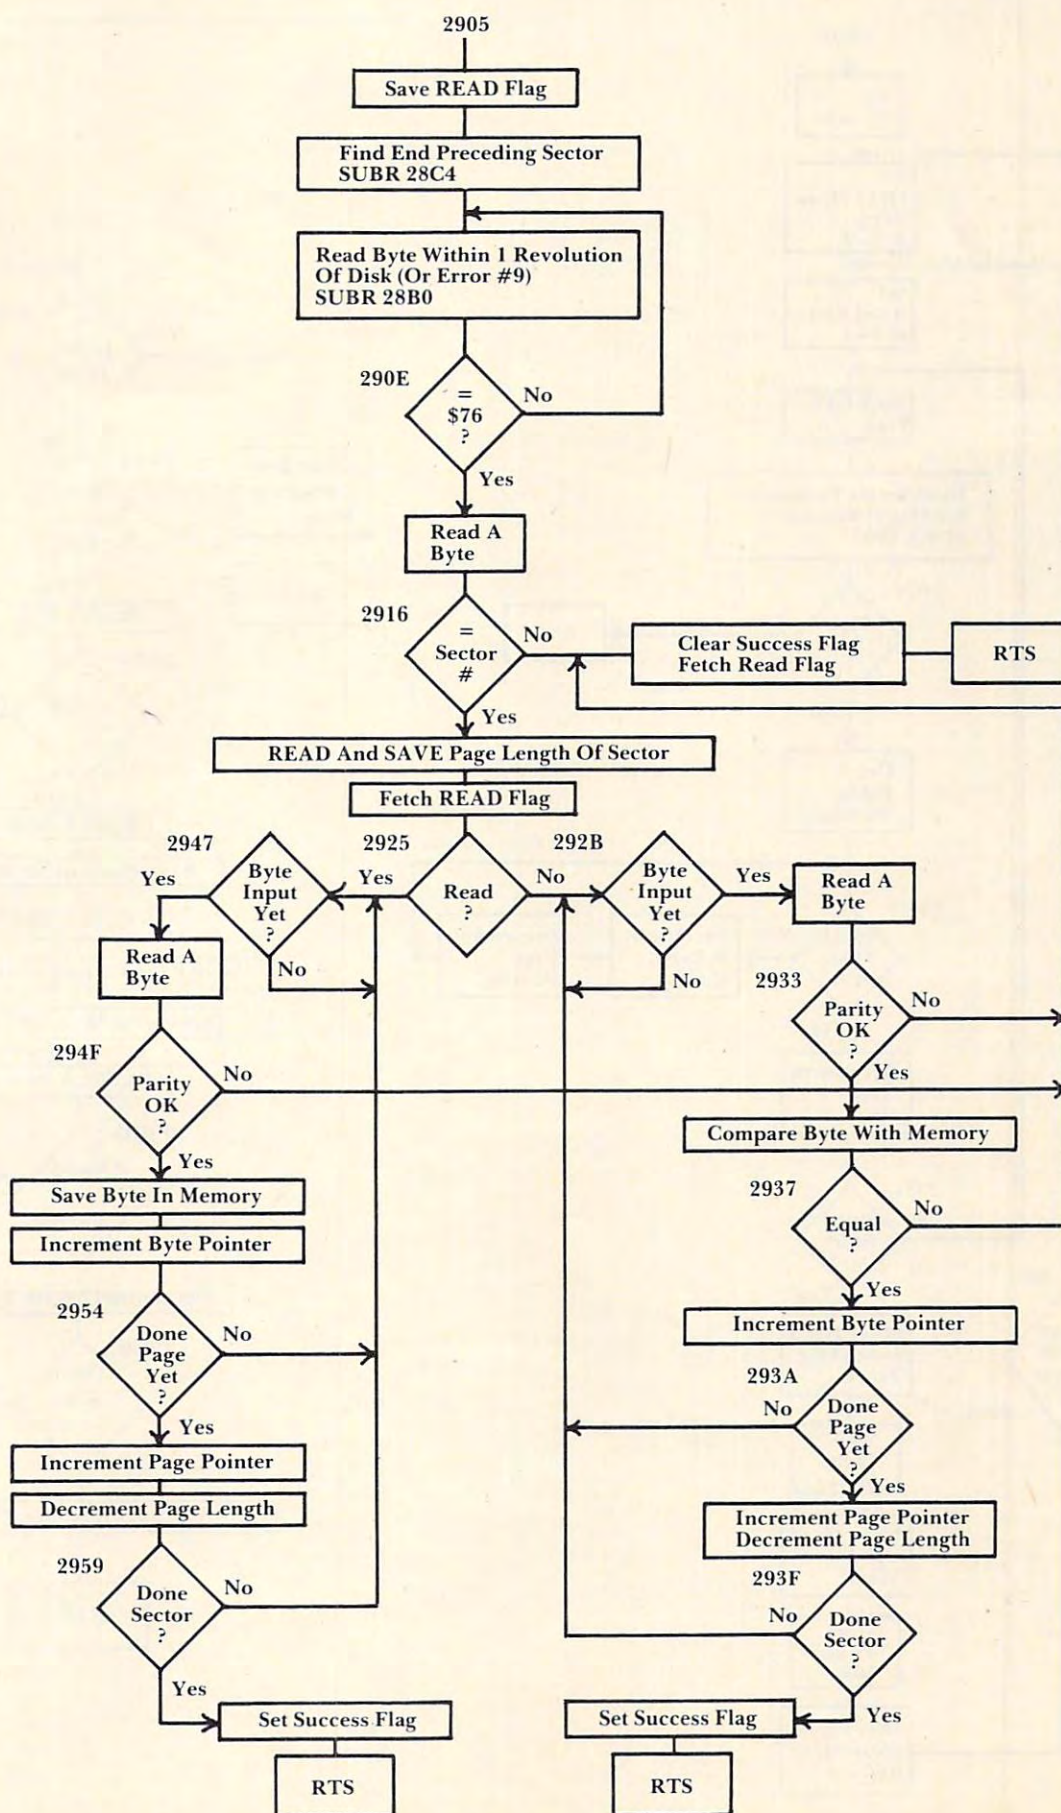 2905
Save READ Flag
Find End Preceding Sector
SUBR 28C4
Read Byte Within 1 Revolution
Of Disk (Or Error #9)
SUBR 28B0
290E
=
$76
?
No
Yes
Read A
Byte
2916
=
Sector
#
No
Clear Success Flag
Fetch Read Flag
RTS
Yes
READ And SAVE Page Length Of Sector
Fetch READ Flag
2947
Byte
Input
Yet
?
Yes
No
2925
Read
?
Yes
No
292B
Byte
Input
Yet
?
Yes
No
Read A
Byte
2933
Parity
OK
?
No
Yes
Read A
Byte
294F
Parity
OK
?
No
Yes
Compare Byte With Memory
2937
Equal
?
No
Yes
Save Byte In Memory
Increment Byte Pointer
2954
Done
Page
Yet
?
No
Yes
Increment Byte Pointer
293A
Done
Page
Yet
?
No
Yes
Increment Page Pointer
Decrement Page Length
Increment Page Pointer
Decrement Page Length
2959
Done
Sector
?
No
Yes
293F
Done
Sector
?
No
Yes
Set Success Flag
RTS
Set Success Flag
RTS